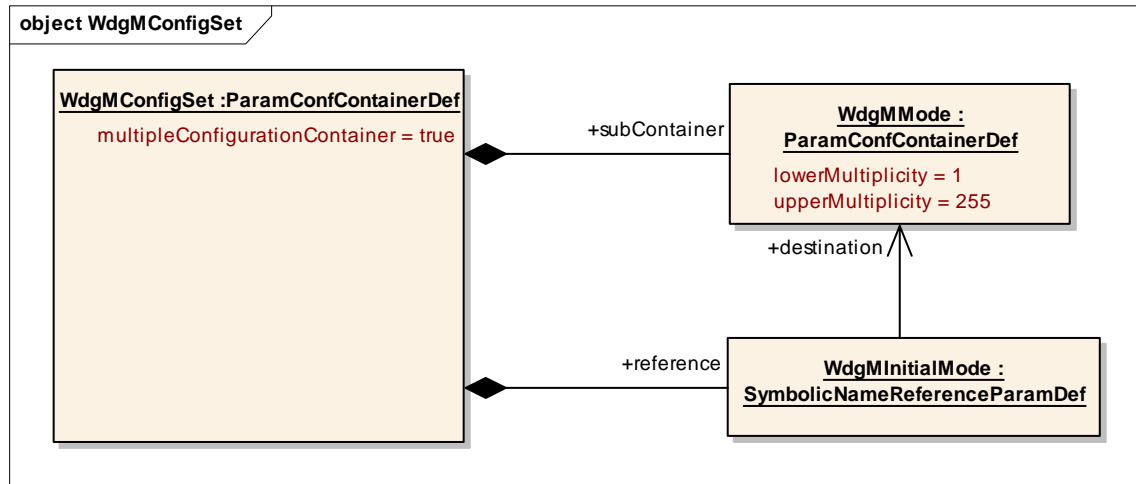 object WdgMConfigSet
WdgMConfigSet :ParamConfContainerDef
multipleConfigurationContainer = true
+subContainer
WdgMMode :
ParamConfContainerDef
lowerMultiplicity = 1
upperMultiplicity = 255
+destination
+reference
WdgMInitialMode :
SymbolicNameReferenceParamDef